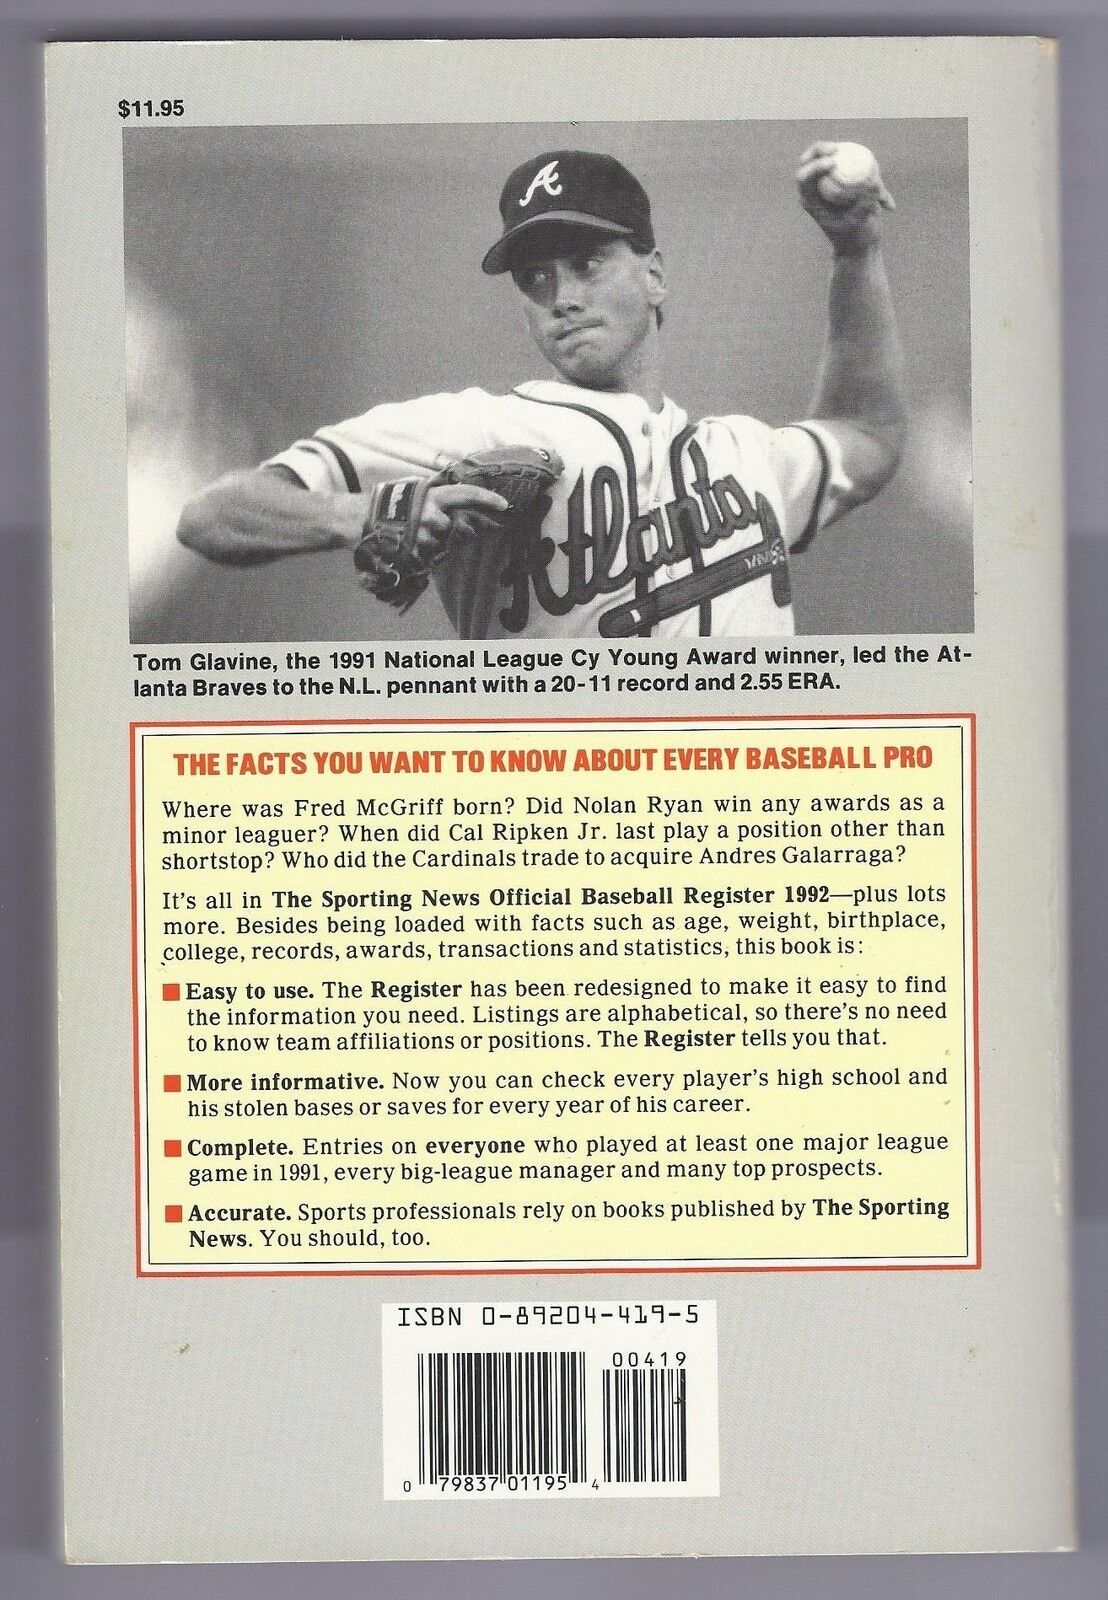 $11.95
A
Atlanta
Tom Glavine, the 1991 National League Cy Young Award winner, led the At-
lanta Braves to the N.L. pennant with a 20-11 record and 2.55 ERA.
THE FACTS YOU WANT TO KNOW ABOUT EVERY BASEBALL PRO
Where was Fred McGriff born? Did Nolan Ryan win any awards as a
minor leaguer? When did Cal Ripken Jr. last play a position other than
shortstop? Who did the Cardinals trade to acquire Andres Galarraga?
It's all in The Sporting News Official Baseball Register 1992—plus lots
more. Besides being loaded with facts such as age, weight, birthplace,
college, records, awards, transactions and statistics, this book is:
■ Easy to use. The Register has been redesigned to make it easy to find
the information you need. Listings are alphabetical, so there's no need
to know team affiliations or positions. The Register tells you that.
■ More informative. Now you can check every player's high school and
his stolen bases or saves for every year of his career.
■ Complete. Entries on everyone who played at least one major league
game in 1991, every big-league manager and many top prospects.
■ Accurate. Sports professionals rely on books published by The Sporting
News. You should, too.
ISBN 0-89204-419-5
00419
0 79837 01195 4